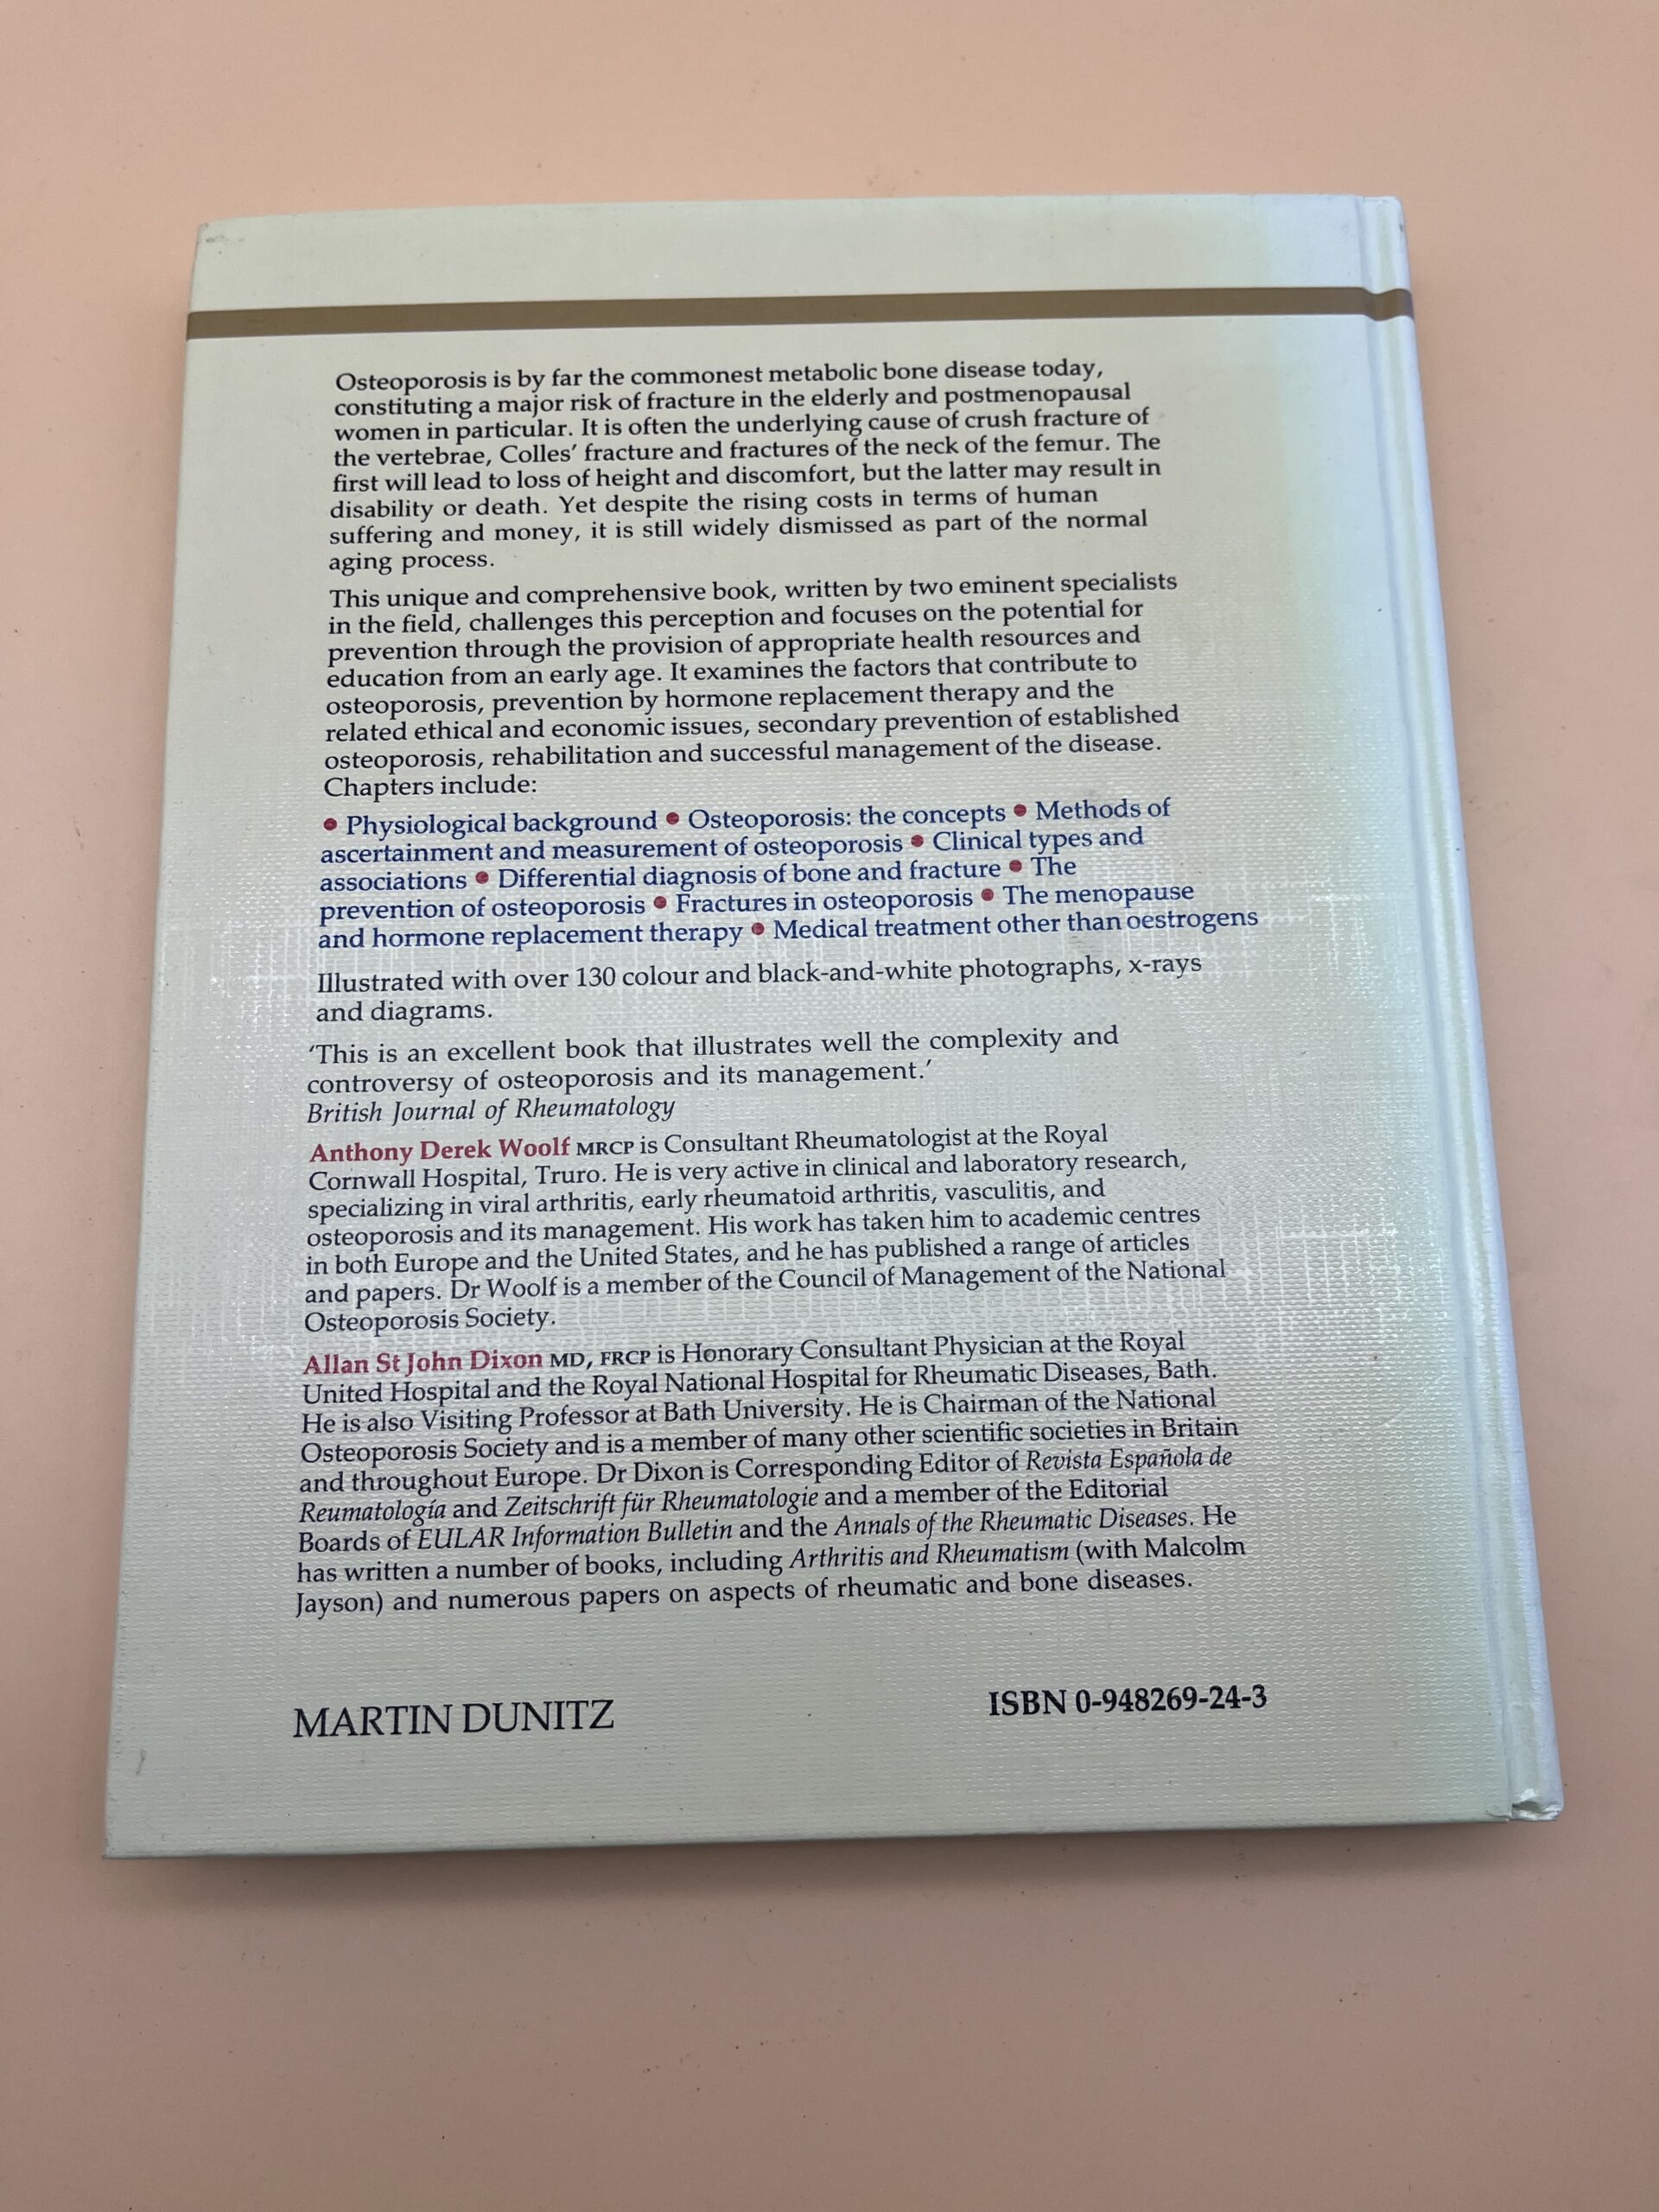 Osteoporosis is by far the commonest metabolic bone disease today,
constituting a major risk of fracture in the elderly and postmenopausal
women in particular. It is often the underlying cause of crush fracture of
the vertebrae, Colles' fracture and fractures of the neck of the femur. The
first will lead to loss of height and discomfort, but the latter may result in
disability or death. Yet despite the rising costs in terms of human
suffering and money, it is still widely dismissed as part of the normal
aging process.
This unique and comprehensive book, written by two eminent specialists
in the field, challenges this perception and focuses on the potential for
prevention through the provision of appropriate health resources and
education from an early age. It examines the factors that contribute to
osteoporosis, prevention by hormone replacement therapy and the
related ethical and economic issues, secondary prevention of established
osteoporosis, rehabilitation and successful management of the disease.
Chapters include:
• Physiological background • Osteoporosis: the concepts • Methods of
ascertainment and measurement of osteoporosis • Clinical types and
associations • Differential diagnosis of bone and fracture • The
prevention of osteoporosis • Fractures in osteoporosis • The menopause
and hormone replacement therapy • Medical treatment other than oestrogens
Illustrated with over 130 colour and black-and-white photographs, x-rays
and diagrams.
'This is an excellent book that illustrates well the complexity and
controversy of osteoporosis and its management.'
British Journal of Rheumatology
Anthony Derek Woolf MRCP is Consultant Rheumatologist at the Royal
Cornwall Hospital, Truro. He is very active in clinical and laboratory research,
specializing in viral arthritis, early rheumatoid arthritis, vasculitis, and
osteoporosis and its management. His work has taken him to academic centres
in both Europe and the United States, and he has published a range of articles
and papers. Dr Woolf is a member of the Council of Management of the National
Osteoporosis Society.
Allan St John Dixon MD, FRCP is Honorary Consultant Physician at the Royal
United Hospital and the Royal National Hospital for Rheumatic Diseases, Bath.
He is also Visiting Professor at Bath University. He is Chairman of the National
Osteoporosis Society and is a member of many other scientific societies in Britain
and throughout Europe. Dr Dixon is Corresponding Editor of Revista Española de
Reumatología and Zeitschrift für Rheumatologie and a member of the Editorial
Boards of EULAR Information Bulletin and the Annals of the Rheumatic Diseases. He
has written a number of books, including Arthritis and Rheumatism (with Malcolm
Jayson) and numerous papers on aspects of rheumatic and bone diseases.
MARTIN DUNITZ
ISBN 0-948269-24-3